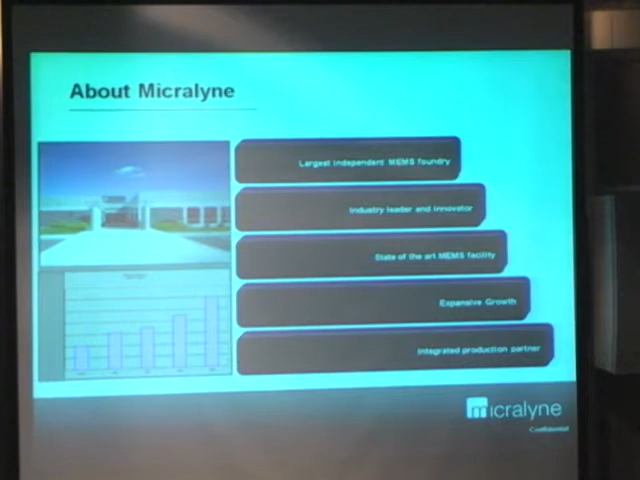 About Micralyne
Largest independent MEMS foundry
Industry leader and innovator
State of the art MEMS facility
Expansive Growth
Integrated production partner
micralyne
Confidential